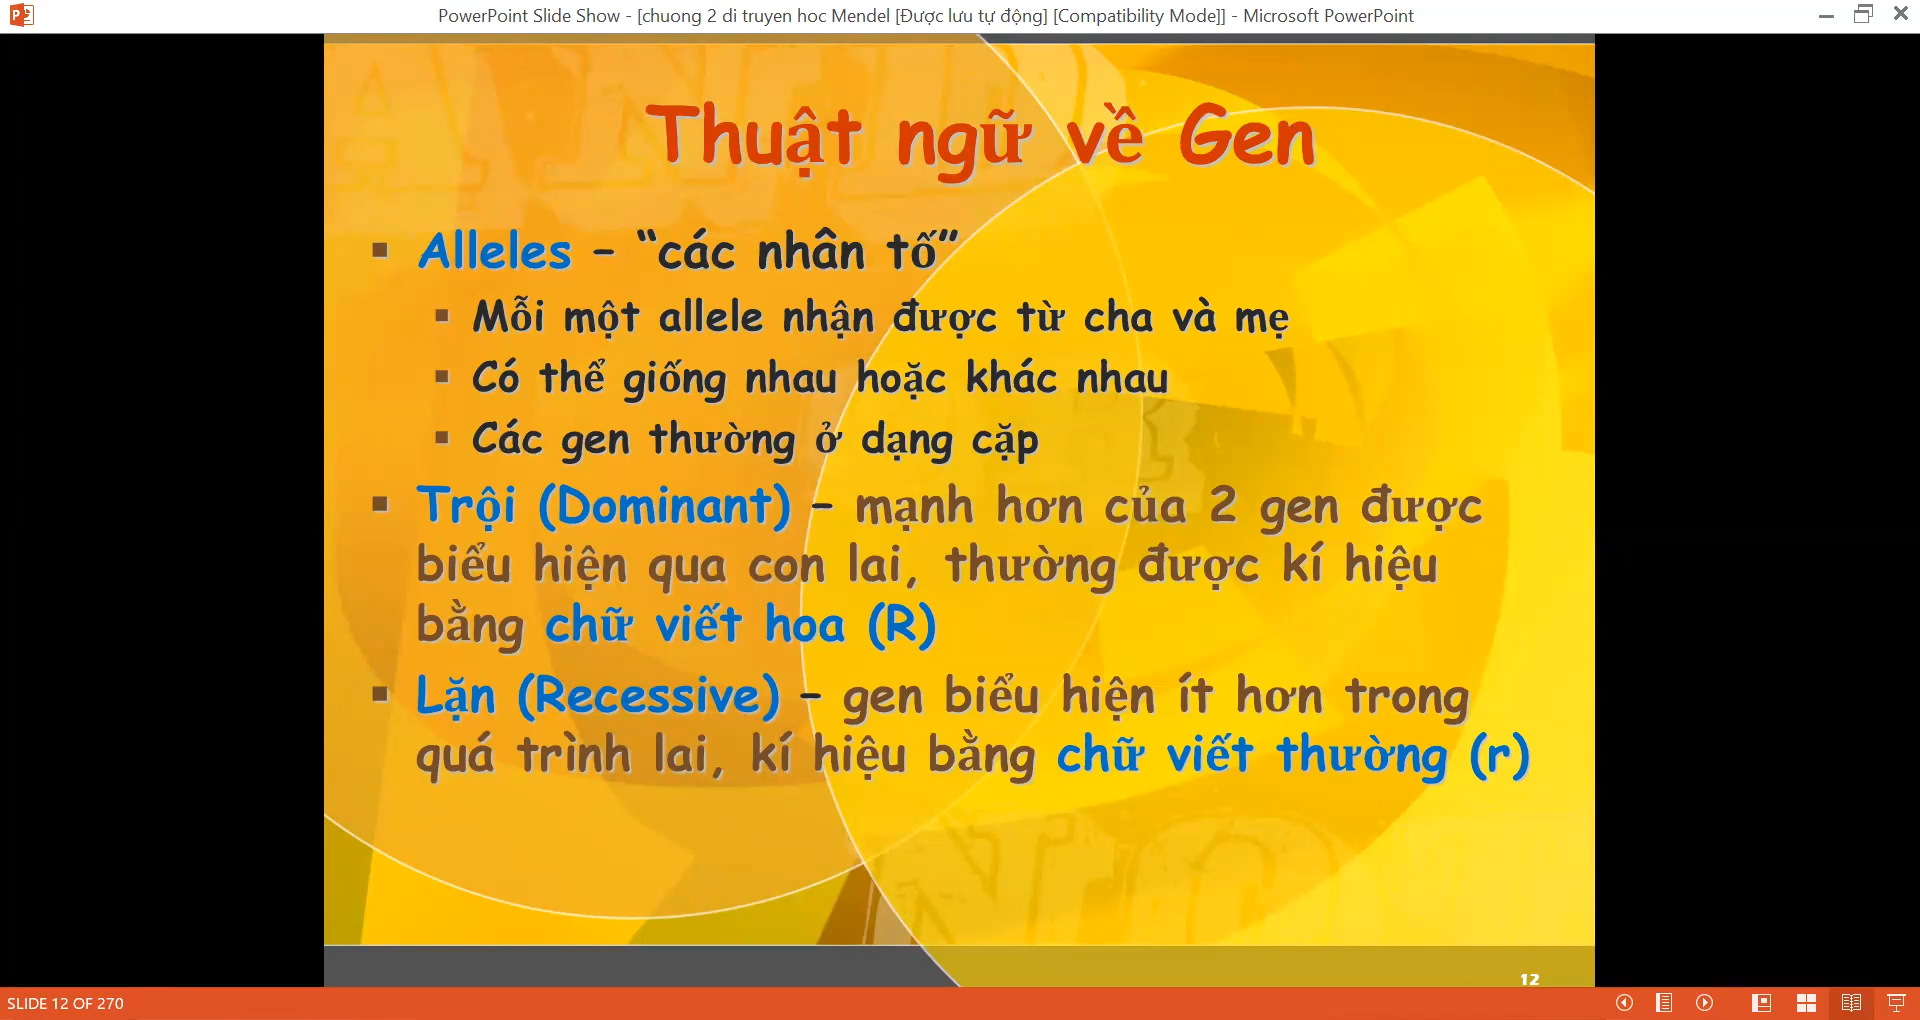 PowerPoint Slide Show - [chuong 2 di truyen hoc Mendel [Được lưu tự động] [Compatibility Mode]] - Microsoft PowerPoint
Thuật ngữ về Gen
Alleles – “các nhân tố”
Mỗi một allele nhận được từ cha và mẹ
Có thể giống nhau hoặc khác nhau
Các gen thường ở dạng cặp
Trội (Dominant) – mạnh hơn của 2 gen được
biểu hiện qua con lai, thường được kí hiệu
bằng chữ viết hoa (R)
Lặn (Recessive) – gen biểu hiện ít hơn trong
quá trình lai, kí hiệu bằng chữ viết thường (r)
12
SLIDE 12 OF 270